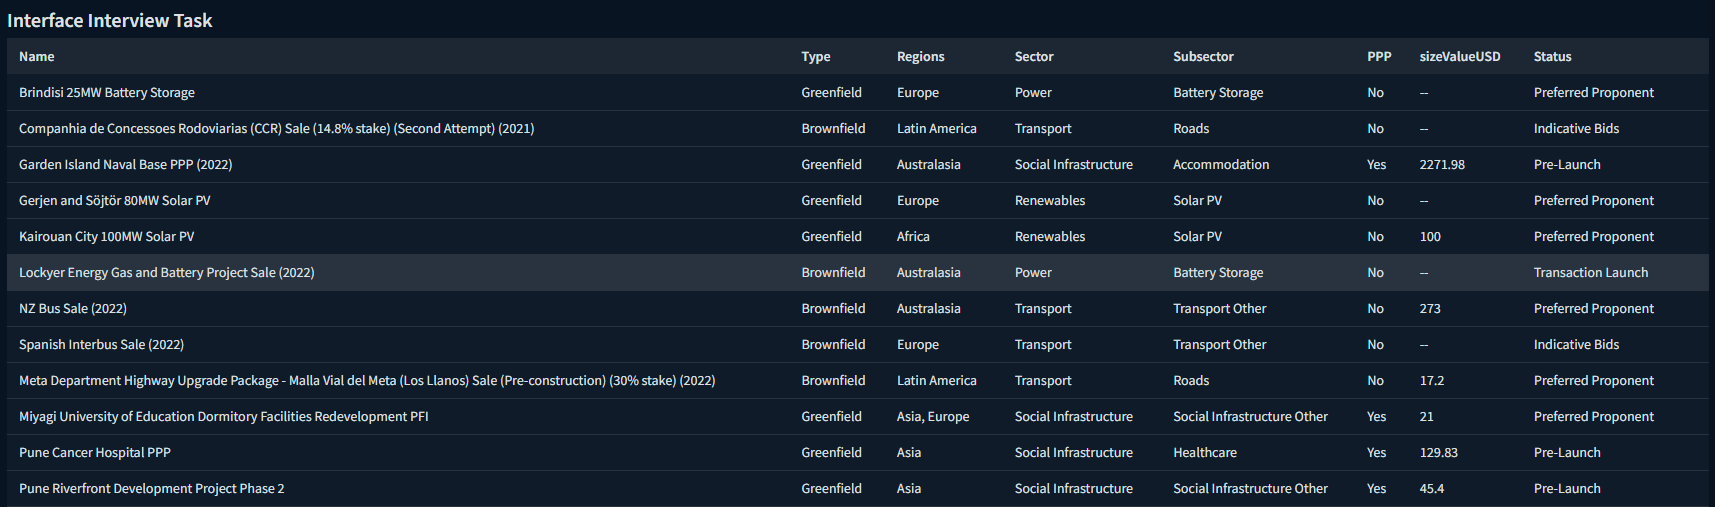 Interface Interview Task
Name Type Regions Sector Subsector PPP sizeValueUSD Status
Brindisi 25MW Battery Storage Greenfield Europe Power Battery Storage No -- Preferred Proponent
Companhia de Concessoes Rodoviarias (CCR) Sale (14.8% stake) (Second Attempt) (2021) Brownfield Latin America Transport Roads No -- Indicative Bids
Garden Island Naval Base PPP (2022) Greenfield Australasia Social Infrastructure Accommodation Yes 2271.98 Pre-Launch
Gerjen and Söjtör 80MW Solar PV Greenfield Europe Renewables Solar PV No -- Preferred Proponent
Kairouan City 100MW Solar PV Greenfield Africa Renewables Solar PV No 100 Preferred Proponent
Lockyer Energy Gas and Battery Project Sale (2022) Brownfield Australasia Power Battery Storage No -- Transaction Launch
NZ Bus Sale (2022) Brownfield Australasia Transport Transport Other No 273 Preferred Proponent
Spanish Interbus Sale (2022) Brownfield Europe Transport Transport Other No -- Indicative Bids
Meta Department Highway Upgrade Package - Malla Vial del Meta (Los Llanos) Sale (Pre-construction) (30% stake) (2022) Brownfield Latin America Transport Roads No 17.2 Preferred Proponent
Miyagi University of Education Dormitory Facilities Redevelopment PFI Greenfield Asia, Europe Social Infrastructure Social Infrastructure Other Yes 21 Preferred Proponent
Pune Cancer Hospital PPP Greenfield Asia Social Infrastructure Healthcare Yes 129.83 Pre-Launch
Pune Riverfront Development Project Phase 2 Greenfield Asia Social Infrastructure Social Infrastructure Other Yes 45.4 Pre-Launch